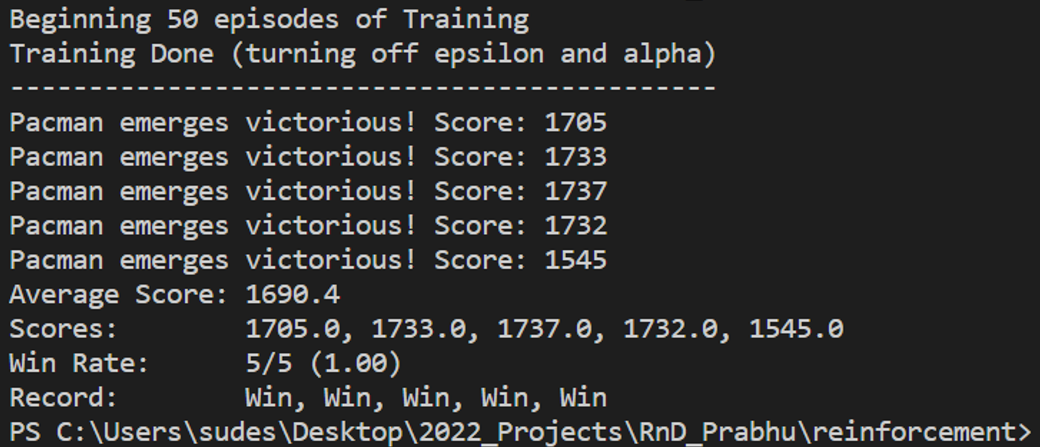 Beginning 50 episodes of Training
Training Done (turning off epsilon and alpha)
---------------------------------------------
Pacman emerges victorious! Score: 1705
Pacman emerges victorious! Score: 1733
Pacman emerges victorious! Score: 1737
Pacman emerges victorious! Score: 1732
Pacman emerges victorious! Score: 1545
Average Score: 1690.4
Scores:        1705.0, 1733.0, 1737.0, 1732.0, 1545.0
Win Rate:      5/5 (1.00)
Record:        Win, Win, Win, Win, Win
PS C:\Users\sudes\Desktop\2022_Projects\RnD_Prabhu\reinforcement>